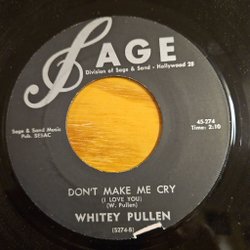 SAGE
Division of Sage & Sand - Hollywood 28
45-274
Time: 2:10
Sage & Sand Music
Pub. SESAC
DON'T MAKE ME CRY
(I LOVE YOU)
(W. Pullen)
WHITEY PULLEN
(5274-B)